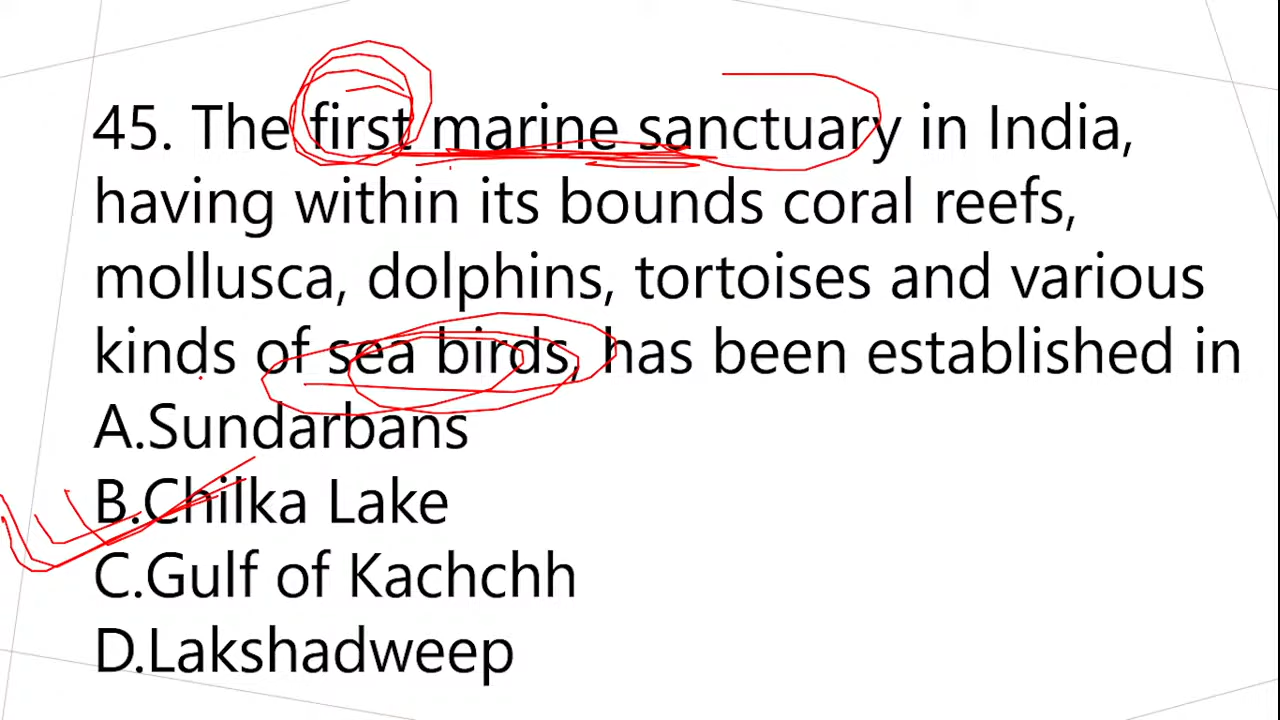 45. The first marine sanctuary in India,
having within its bounds coral reefs,
mollusca, dolphins, tortoises and various
kinds of sea birds, has been established in
A.Sundarbans
B.Chilka Lake
C.Gulf of Kachchh
D.Lakshadweep